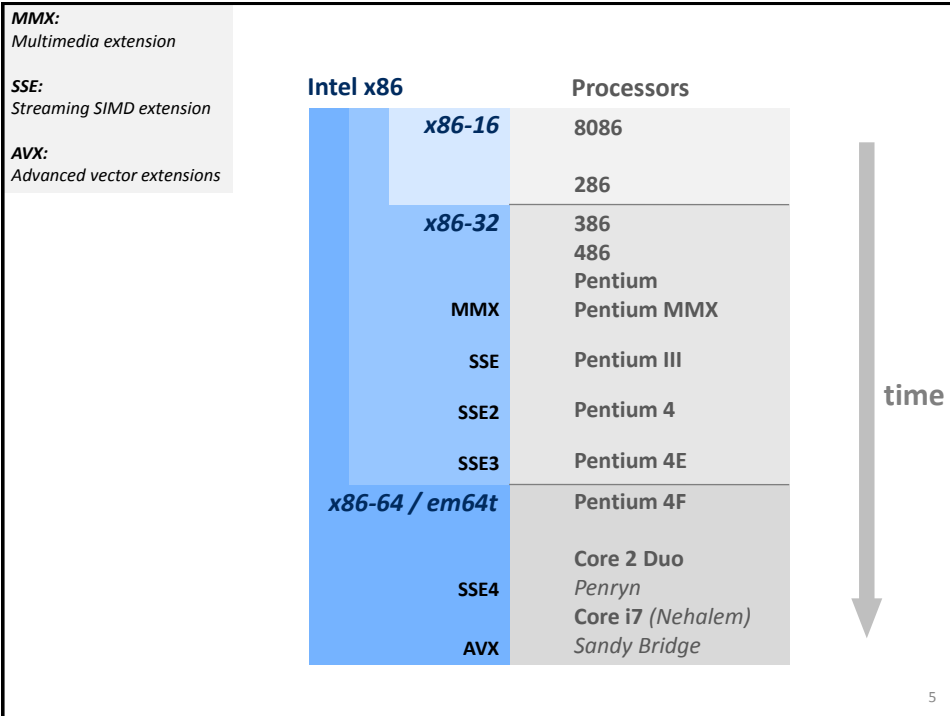 MMX:
Multimedia extension
SSE:
Streaming SIMD extension
AVX:
Advanced vector extensions
Intel x86
Processors
x86-16
8086
286
x86-32
386
486
Pentium
MMX
Pentium MMX
SSE
Pentium III
SSE2
Pentium 4
SSE3
Pentium 4E
x86-64 / em64t
Pentium 4F
Core 2 Duo
SSE4
Penryn
Core i7 (Nehalem)
AVX
Sandy Bridge
time
5